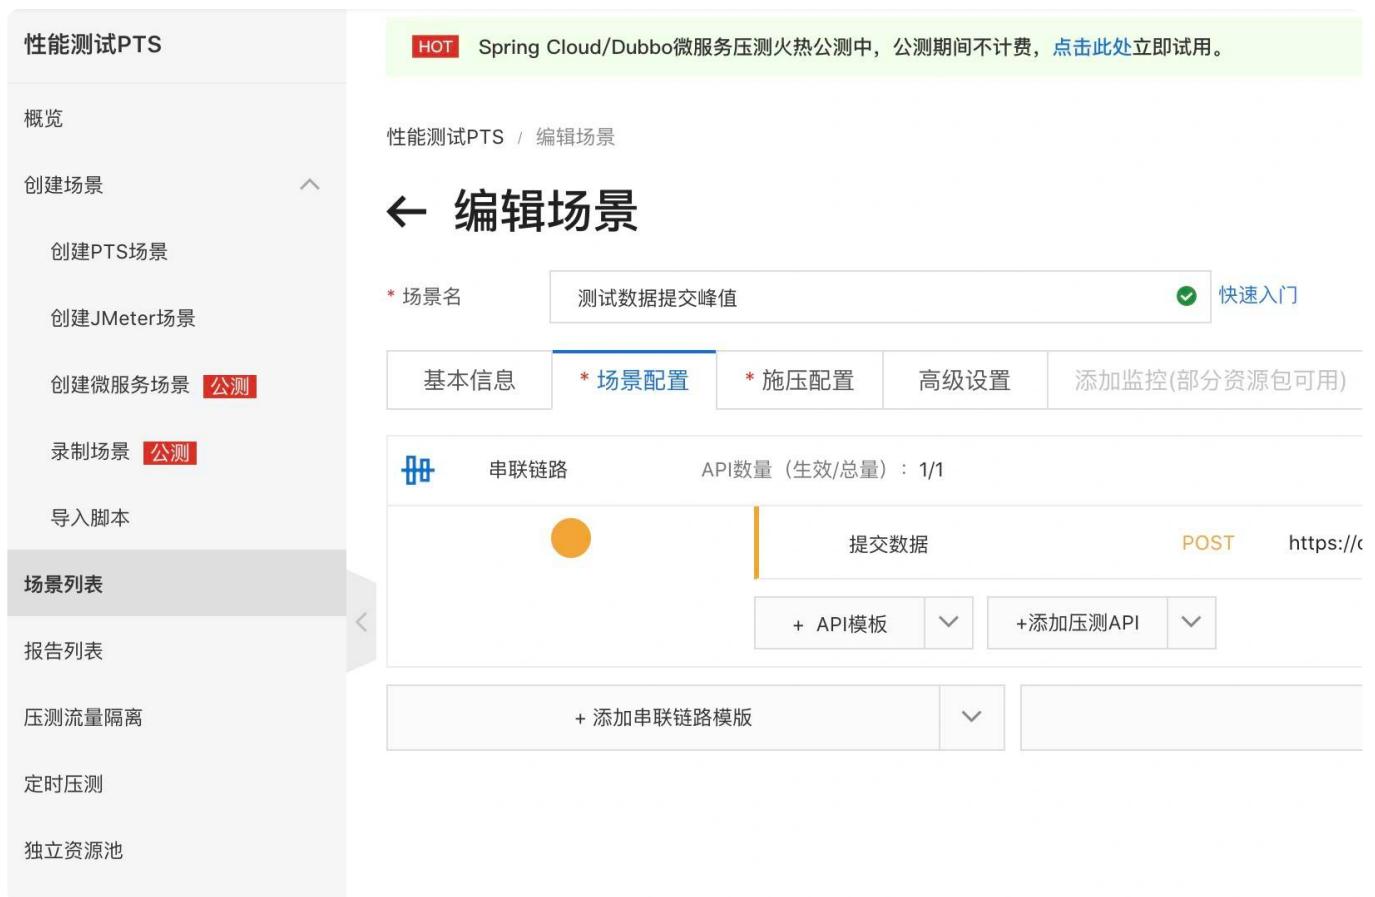 性能测试PTS
HOT Spring Cloud/Dubbo微服务压测火热公测中，公测期间不计费，点击此处立即试用。
概览
创建场景
创建PTS场景
创建JMeter场景
创建微服务场景 公测
录制场景 公测
导入脚本
场景列表
报告列表
压测流量隔离
定时压测
独立资源池
性能测试PTS / 编辑场景
← 编辑场景
* 场景名 测试数据提交峰值 快速入门
基本信息 * 场景配置 * 施压配置 高级设置 添加监控(部分资源包可用)
串联链路 API数量（生效/总量）: 1/1
提交数据 POST https://
+ API模板 +添加压测API
+ 添加串联链路模版